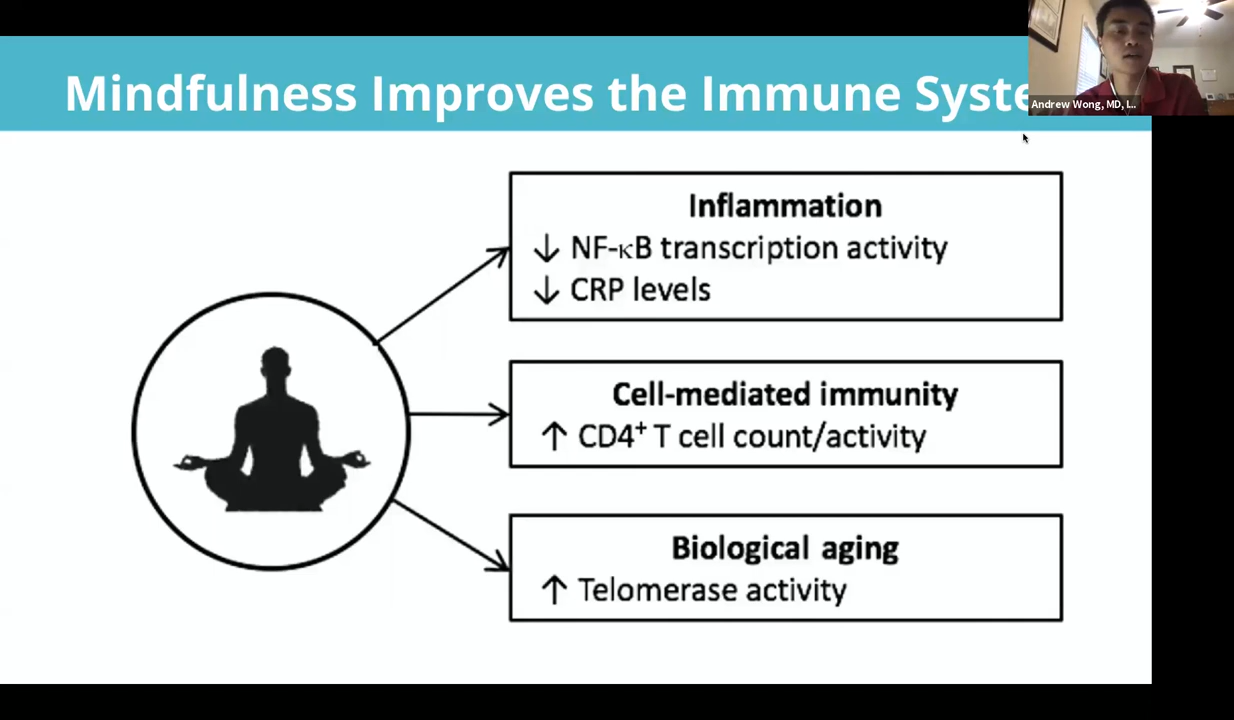 Mindfulness Improves the Immune Syste
Andrew Wong, MD, L..
Inflammation
↓ NF-κB transcription activity
↓ CRP levels
Cell-mediated immunity
↑ CD4⁺ T cell count/activity
Biological aging
↑ Telomerase activity